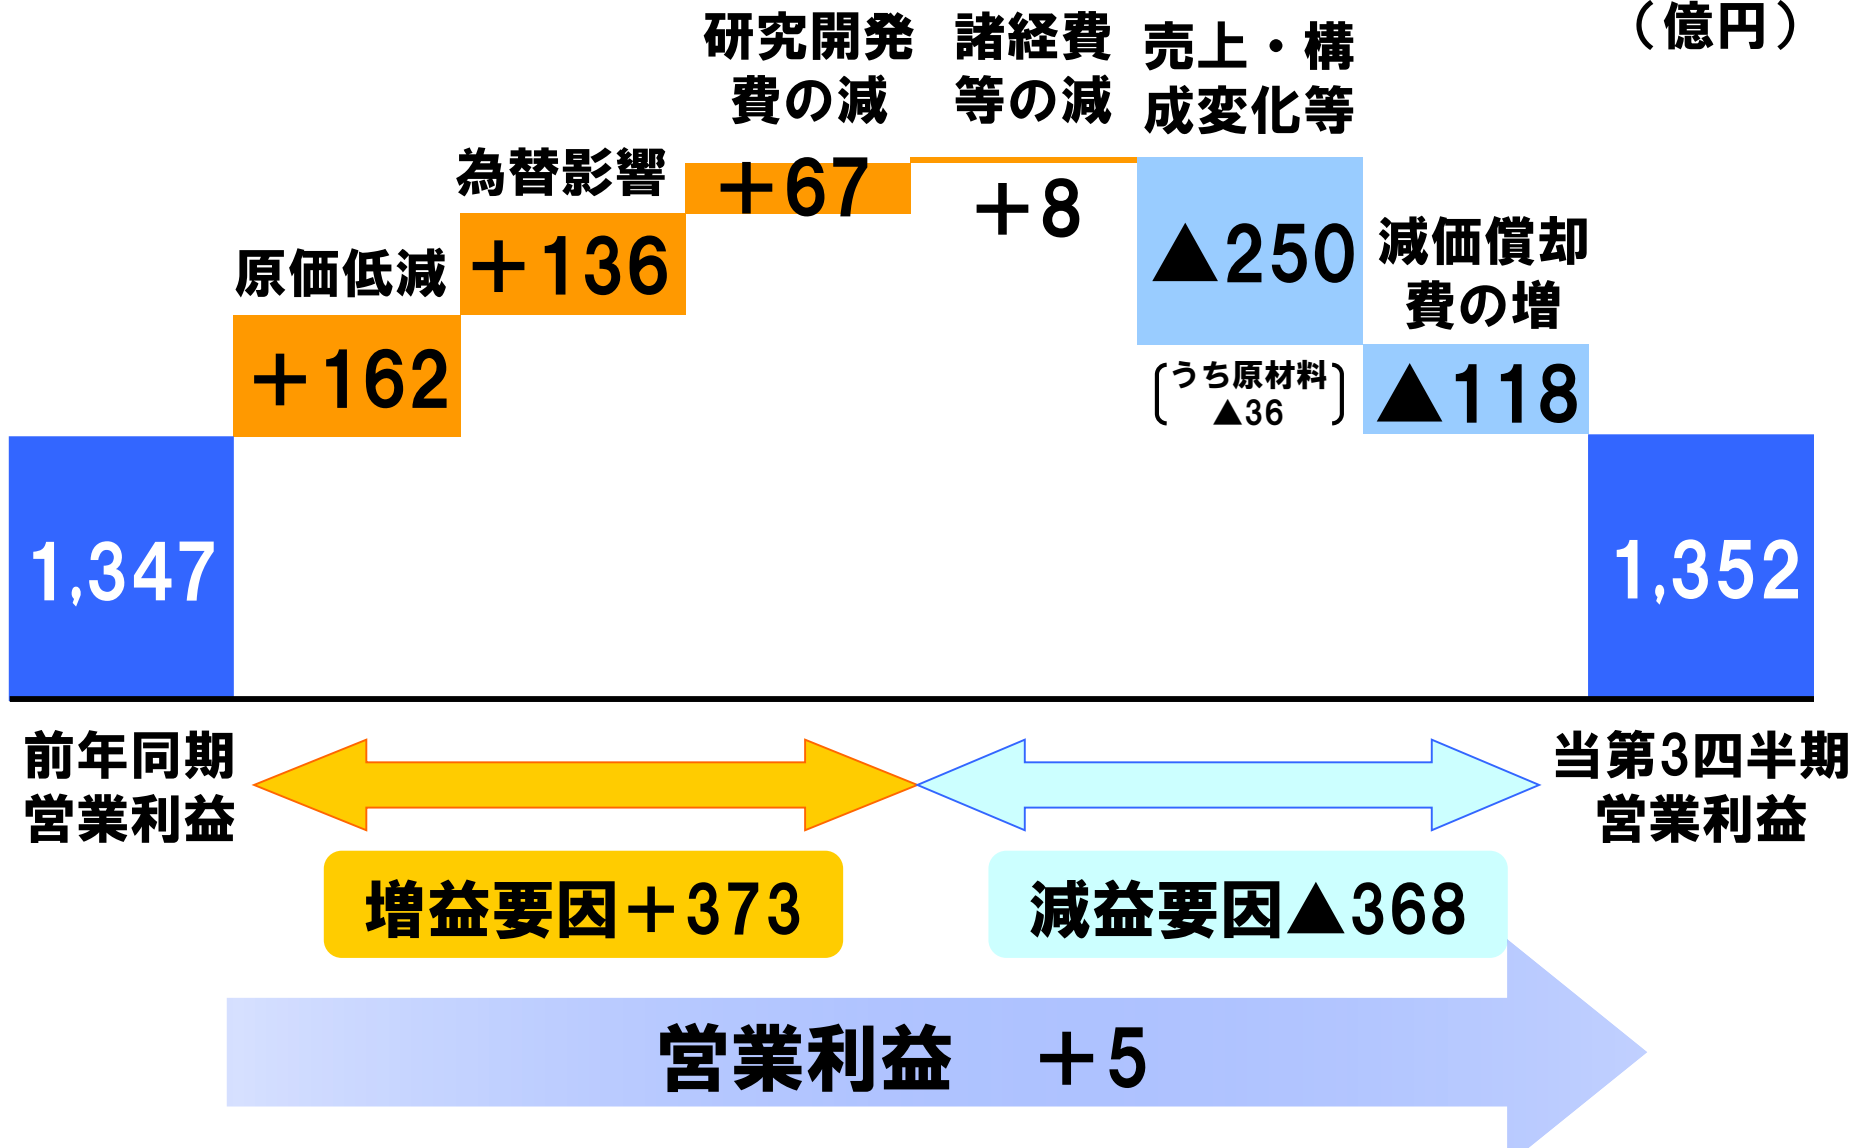 （億円）
研究開発
費の減
諸経費
等の減
売上・構
成変化等
為替影響
＋67
＋8
原価低減
＋136
▲250
減価償却
費の増
＋162
うち原材料
▲36
▲118
1,347
1,352
前年同期
営業利益
当第3四半期
営業利益
増益要因＋373
減益要因▲368
営業利益　＋5